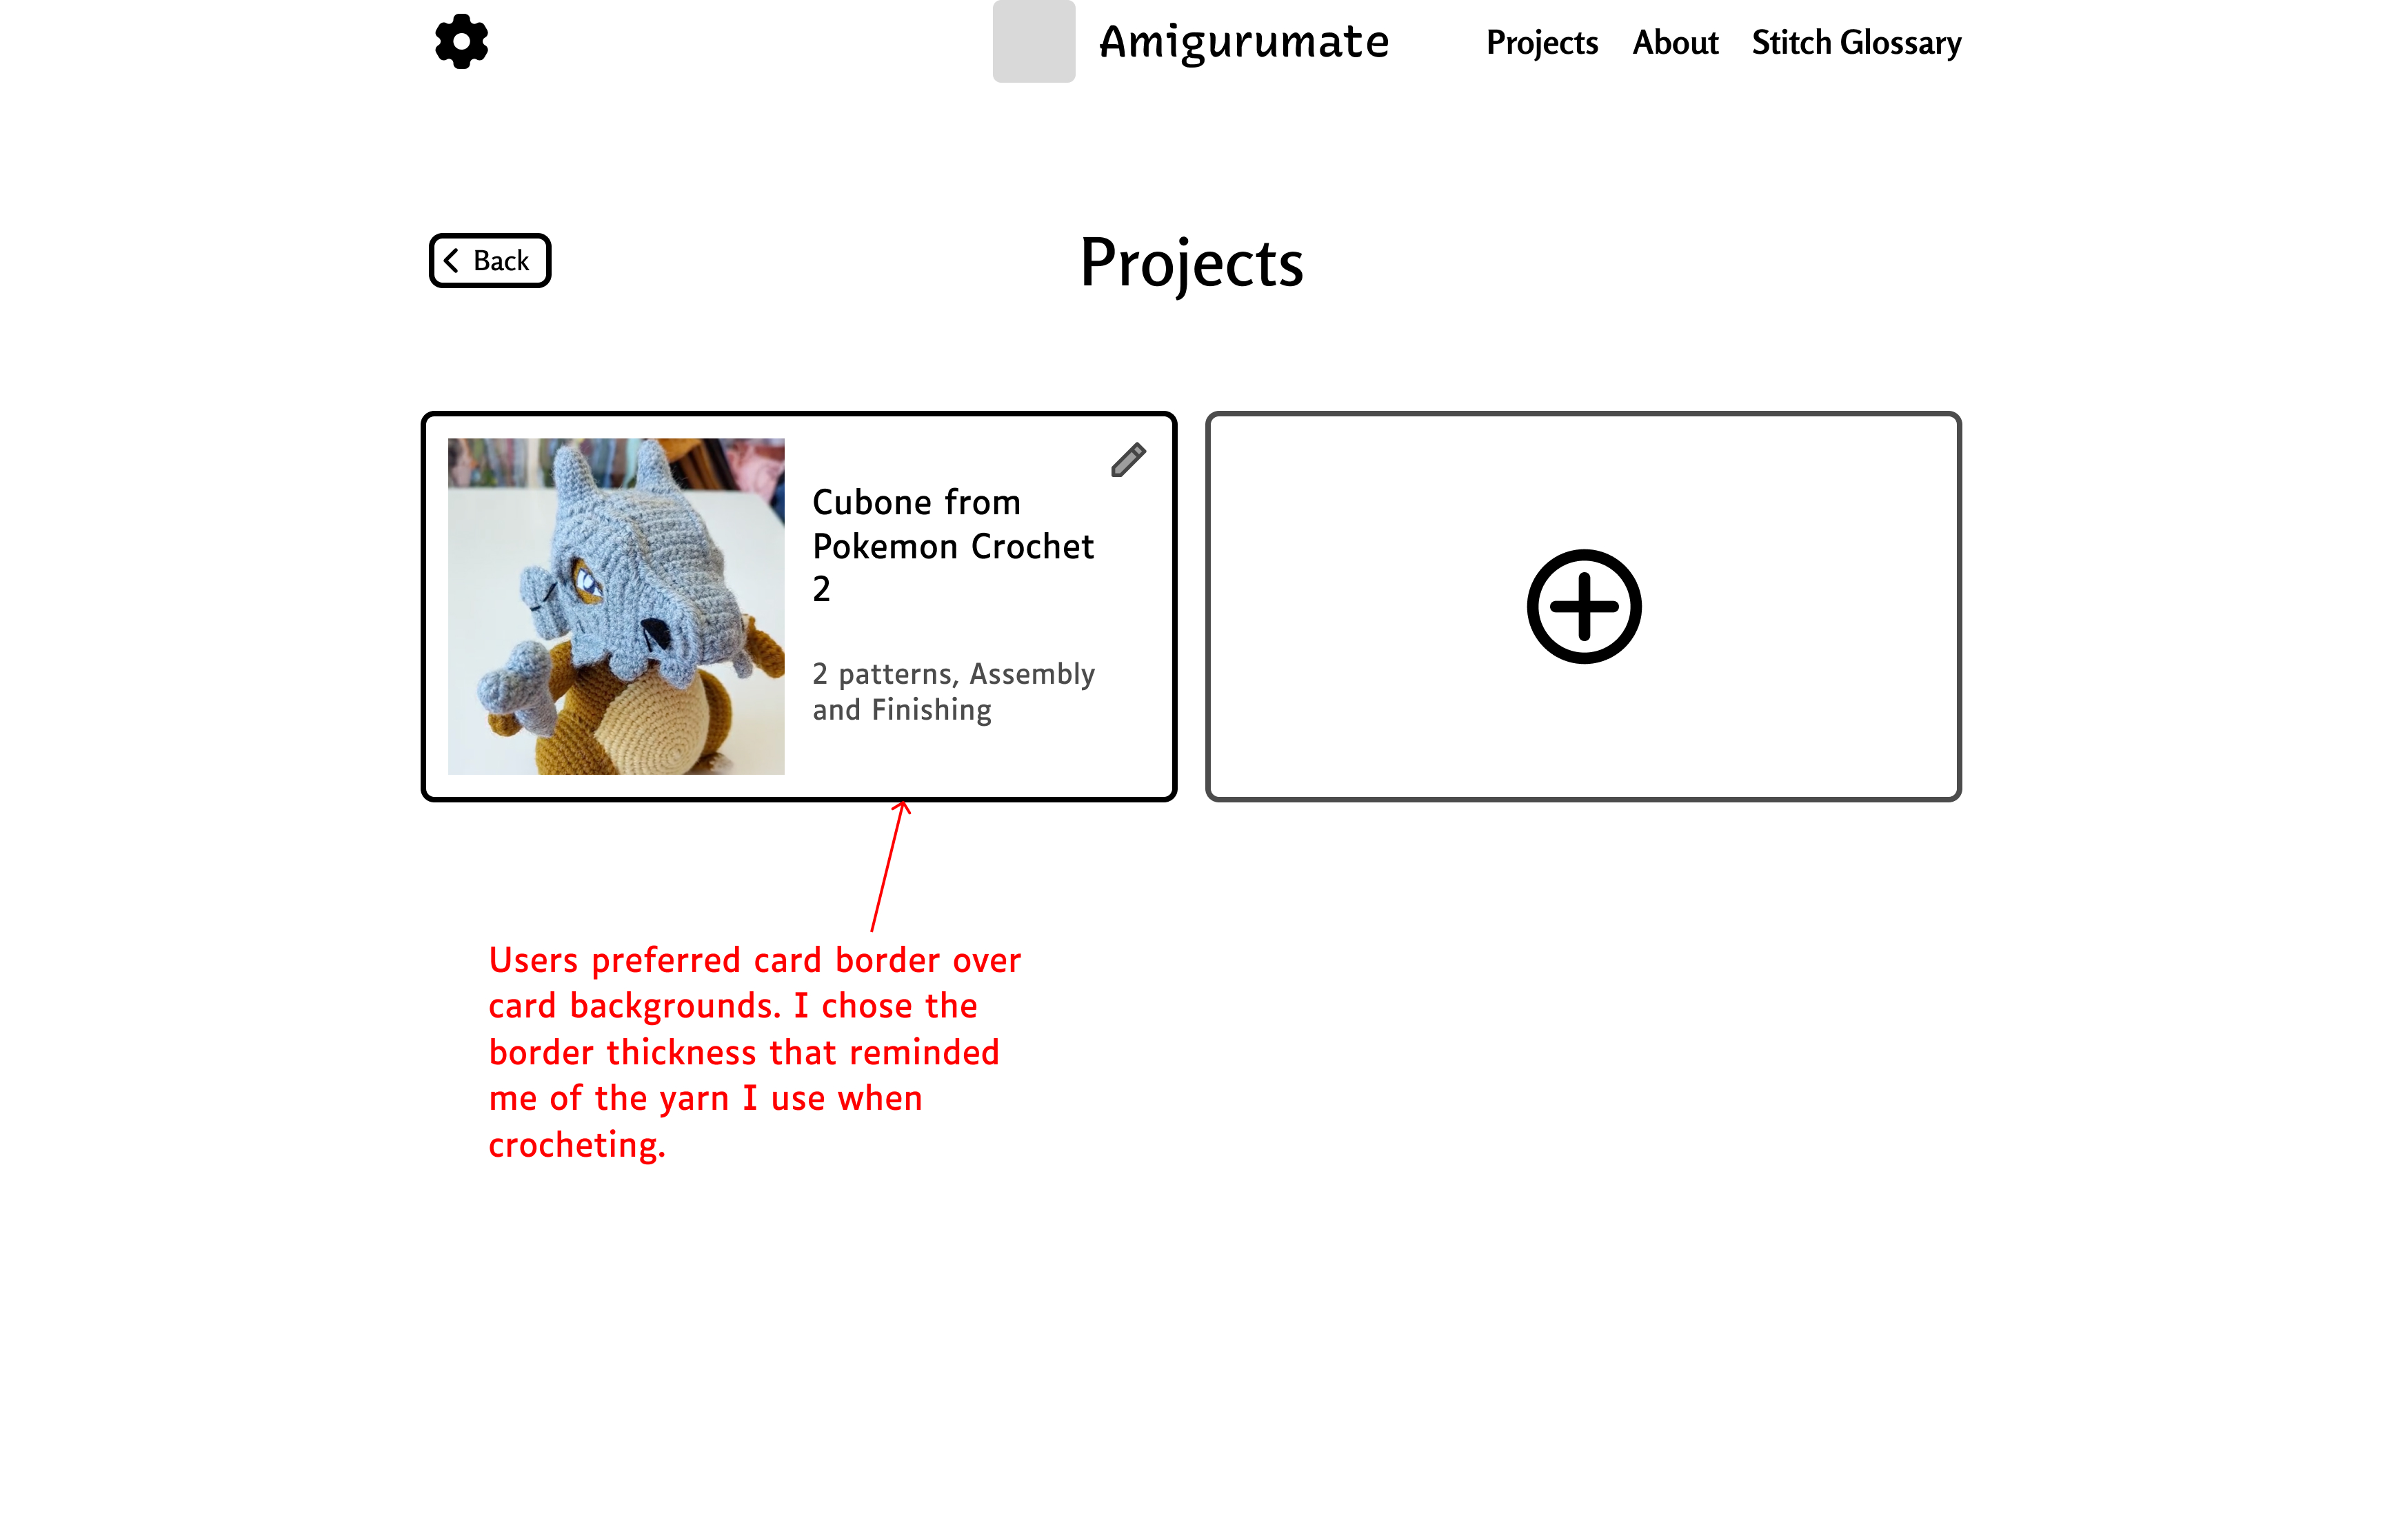 Amigurumate
Projects About Stitch Glossary
Back
Projects
Cubone from
Pokemon Crochet
2
2 patterns, Assembly
and Finishing
Users preferred card border over
card backgrounds. I chose the
border thickness that reminded
me of the yarn I use when
crocheting.